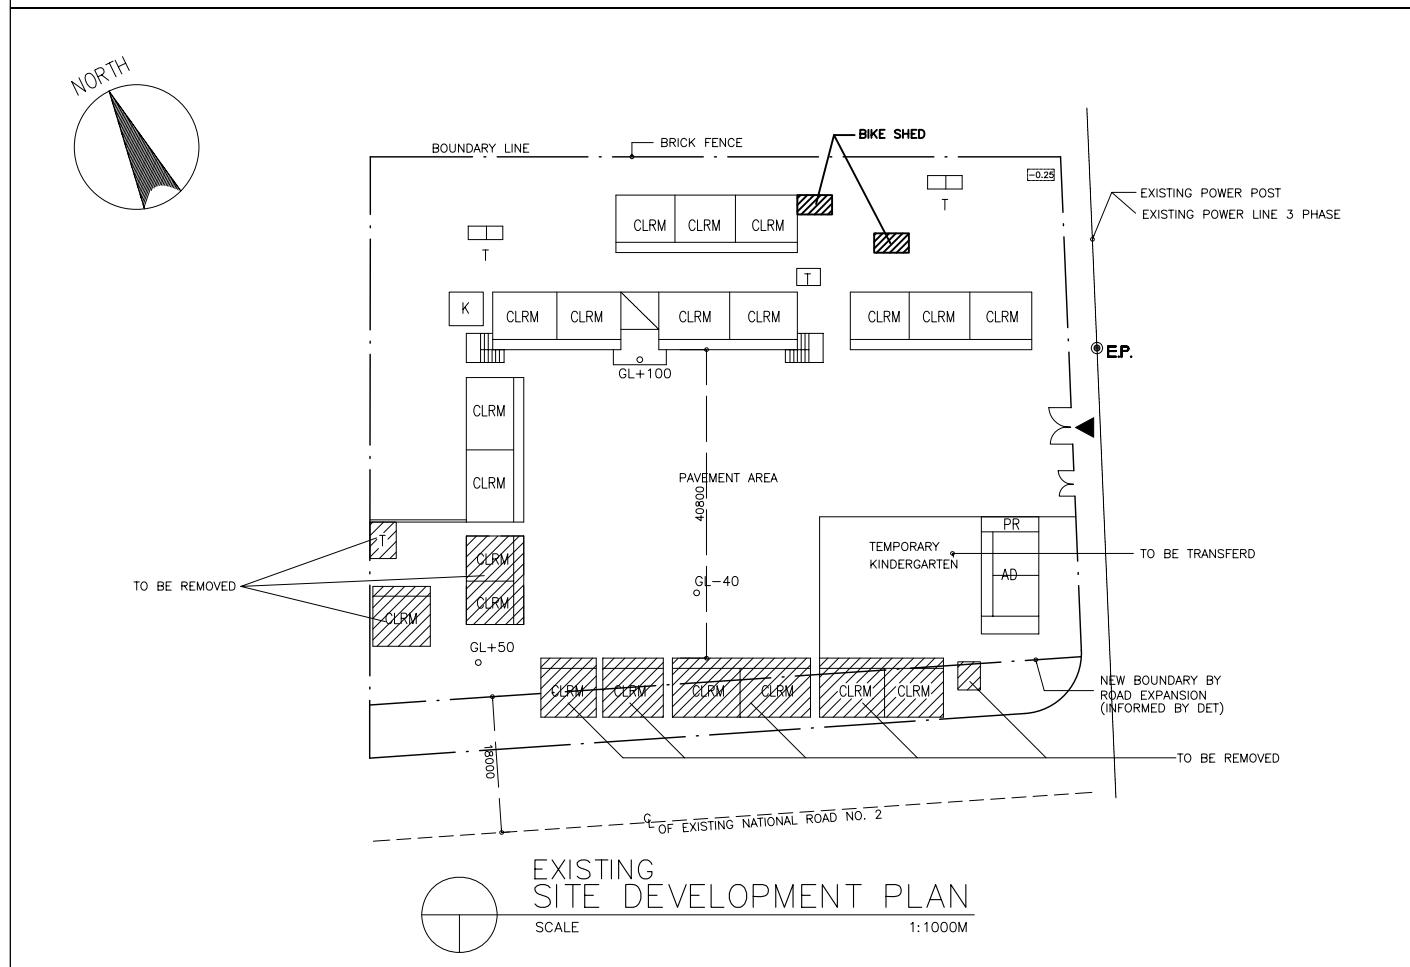 NORTH
BOUNDARY LINE
BRICK FENCE
BIKE SHED
-0.25
EXISTING POWER POST
EXISTING POWER LINE 3 PHASE
T
CLRM CLRM CLRM
T
T
K
CLRM CLRM
CLRM CLRM
CLRM CLRM CLRM
E.P.
GL+100
CLRM
CLRM
PAVEMENT AREA
40800
PR
TEMPORARY
KINDERGARTEN
TO BE TRANSFERD
AD
T
CLRM
CLRM
TO BE REMOVED
CLRM
GL-40
GL+50
CLRM
CLRM
CLRM CLRM
CLRM CLRM
NEW BOUNDARY BY
ROAD EXPANSION
(INFORMED BY DET)
18000
TO BE REMOVED
CL OF EXISTING NATIONAL ROAD NO. 2
EXISTING
SITE DEVELOPMENT PLAN
SCALE 1:1000M